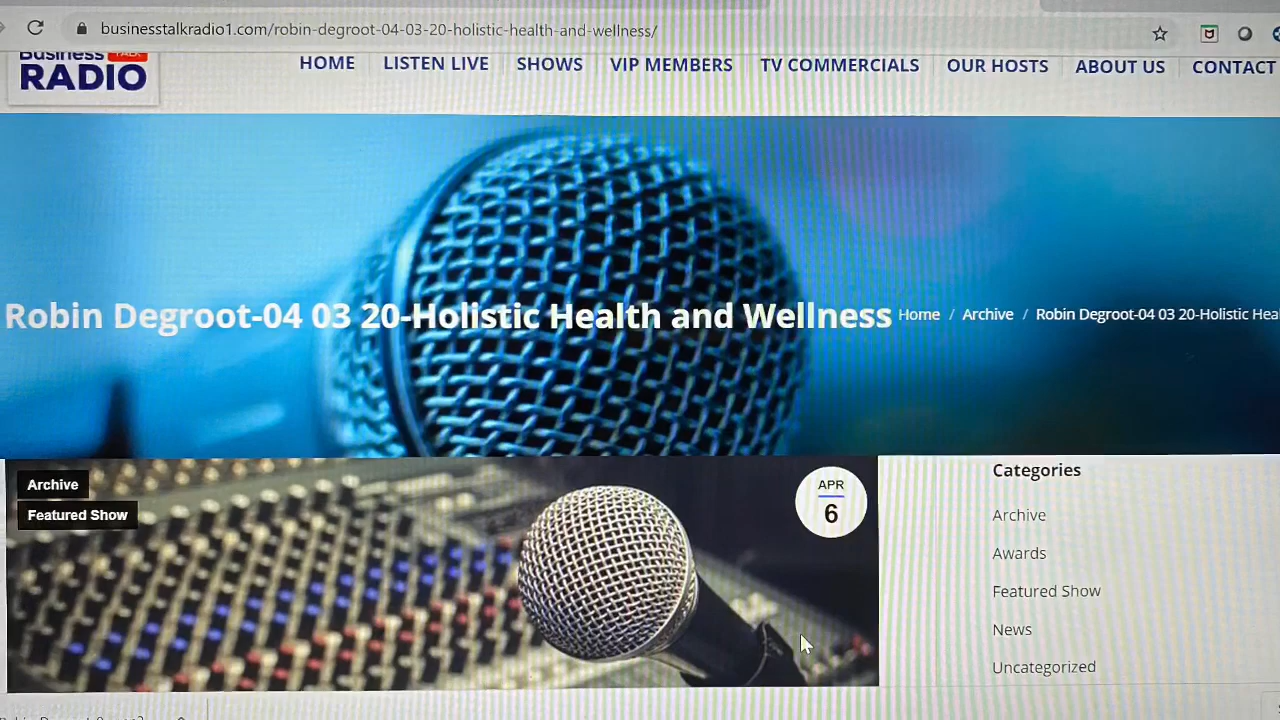 businesstalkradio1.com/robin-degroot-04-03-20-holistic-health-and-wellness/
Business TALK
RADIO
HOME
LISTEN LIVE
SHOWS
VIP MEMBERS
TV COMMERCIALS
OUR HOSTS
ABOUT US
CONTACT
Robin Degroot-04 03 20-Holistic Health and Wellness
Home / Archive / Robin Degroot-04 03 20-Holistic Hea
Archive
Featured Show
APR
6
Categories
Archive
Awards
Featured Show
News
Uncategorized